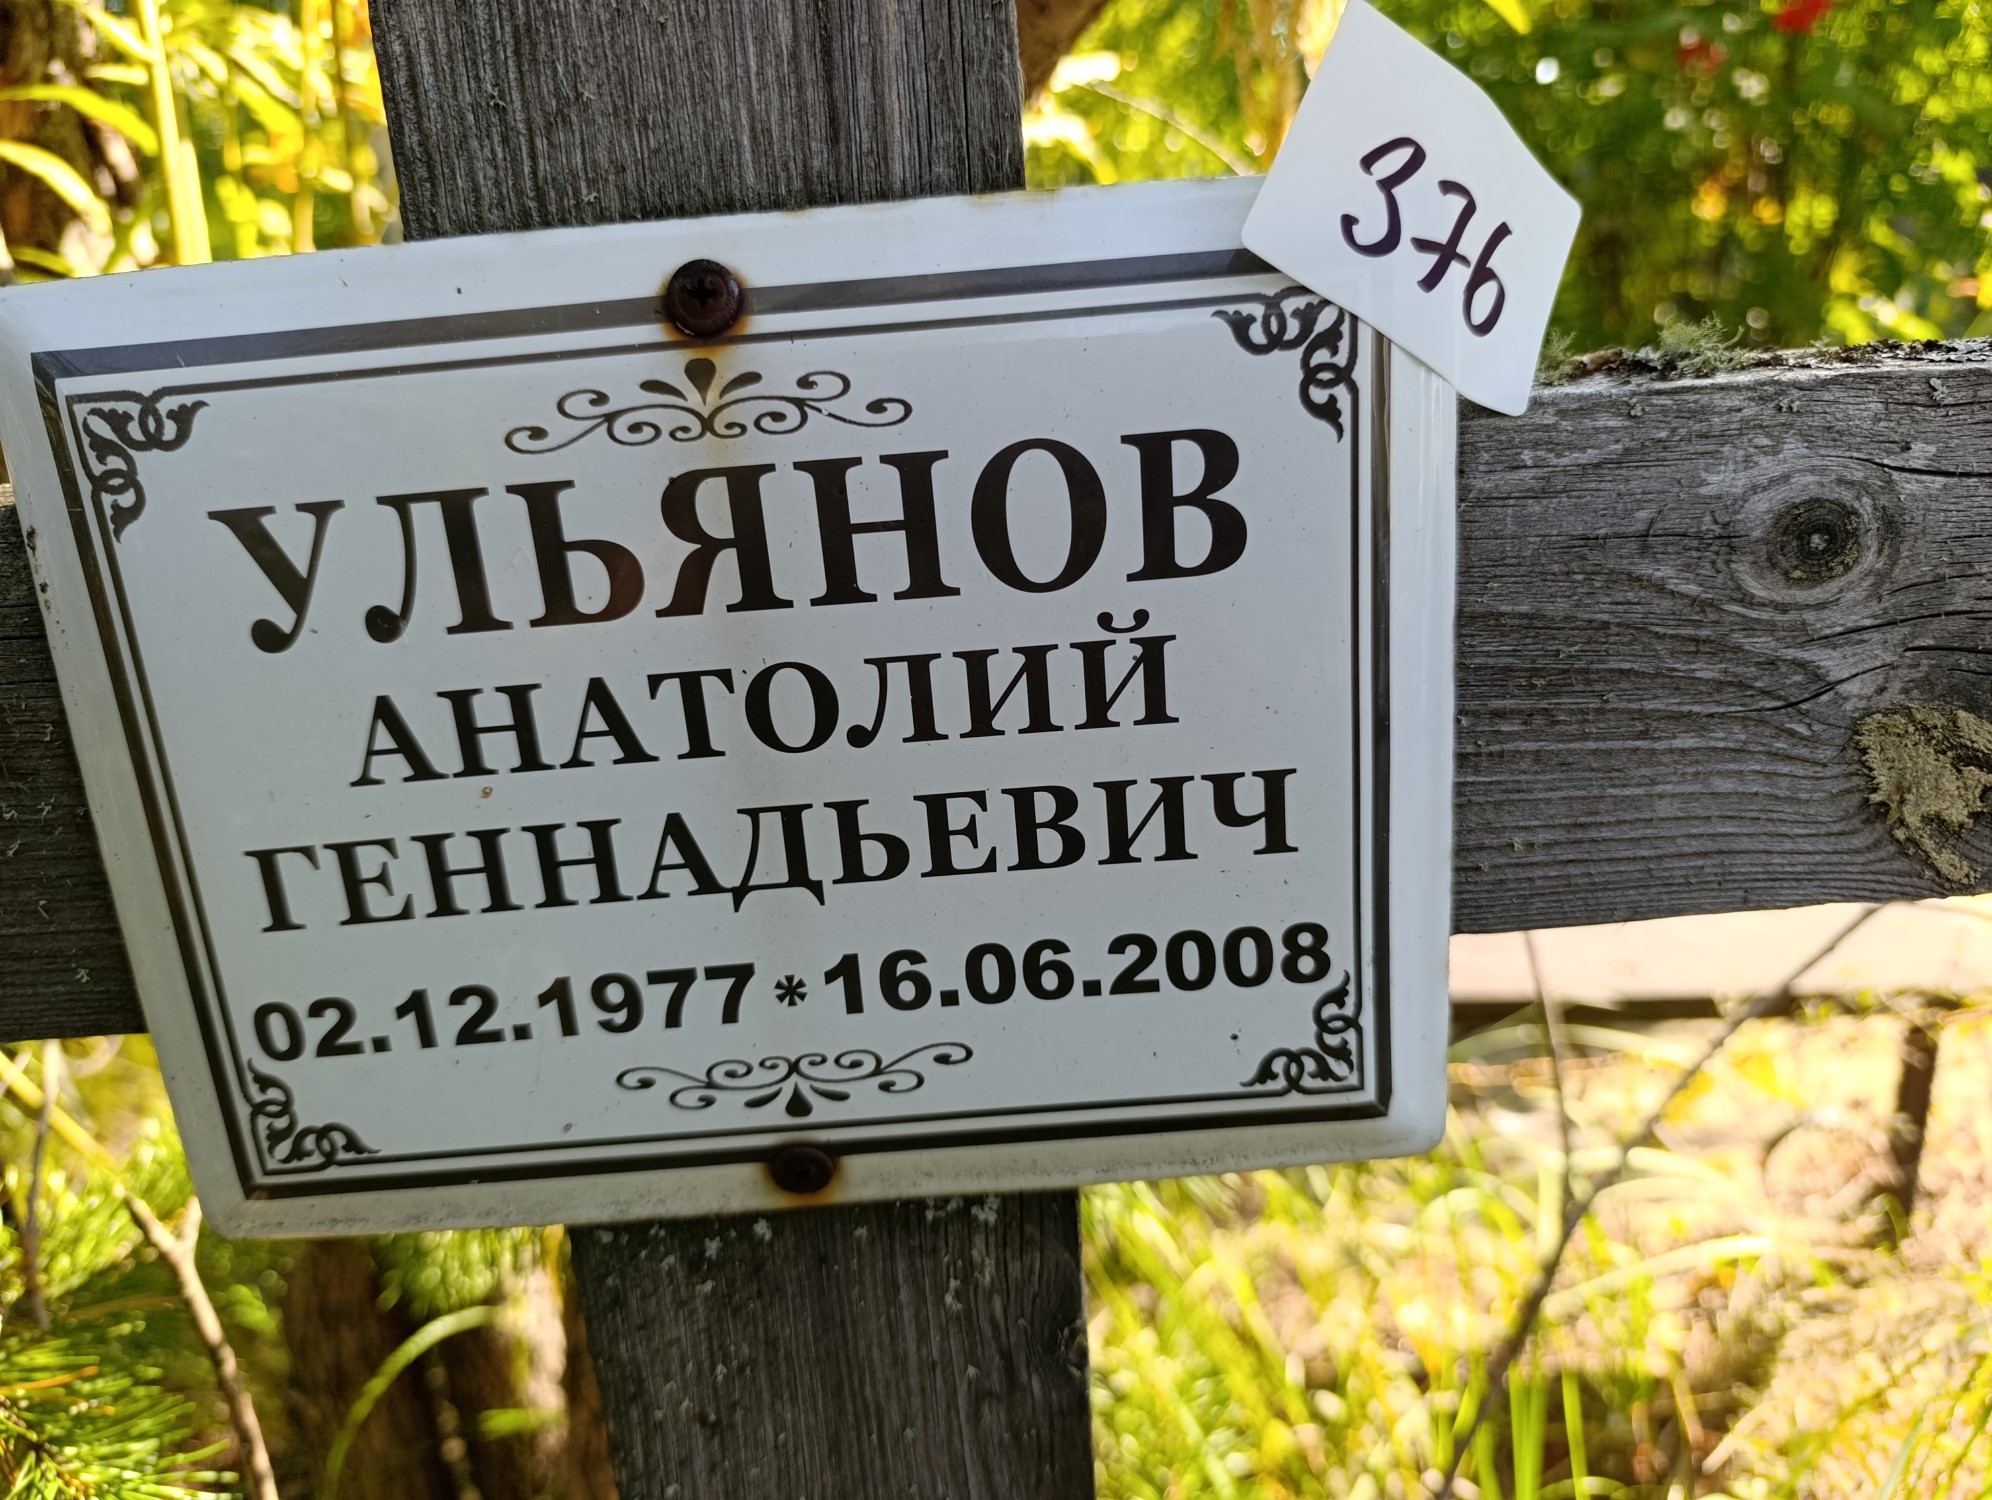 376
УЛЬЯНОВ
АНАТОЛИЙ
ГЕННАДЬЕВИЧ
02.12.1977*16.06.2008